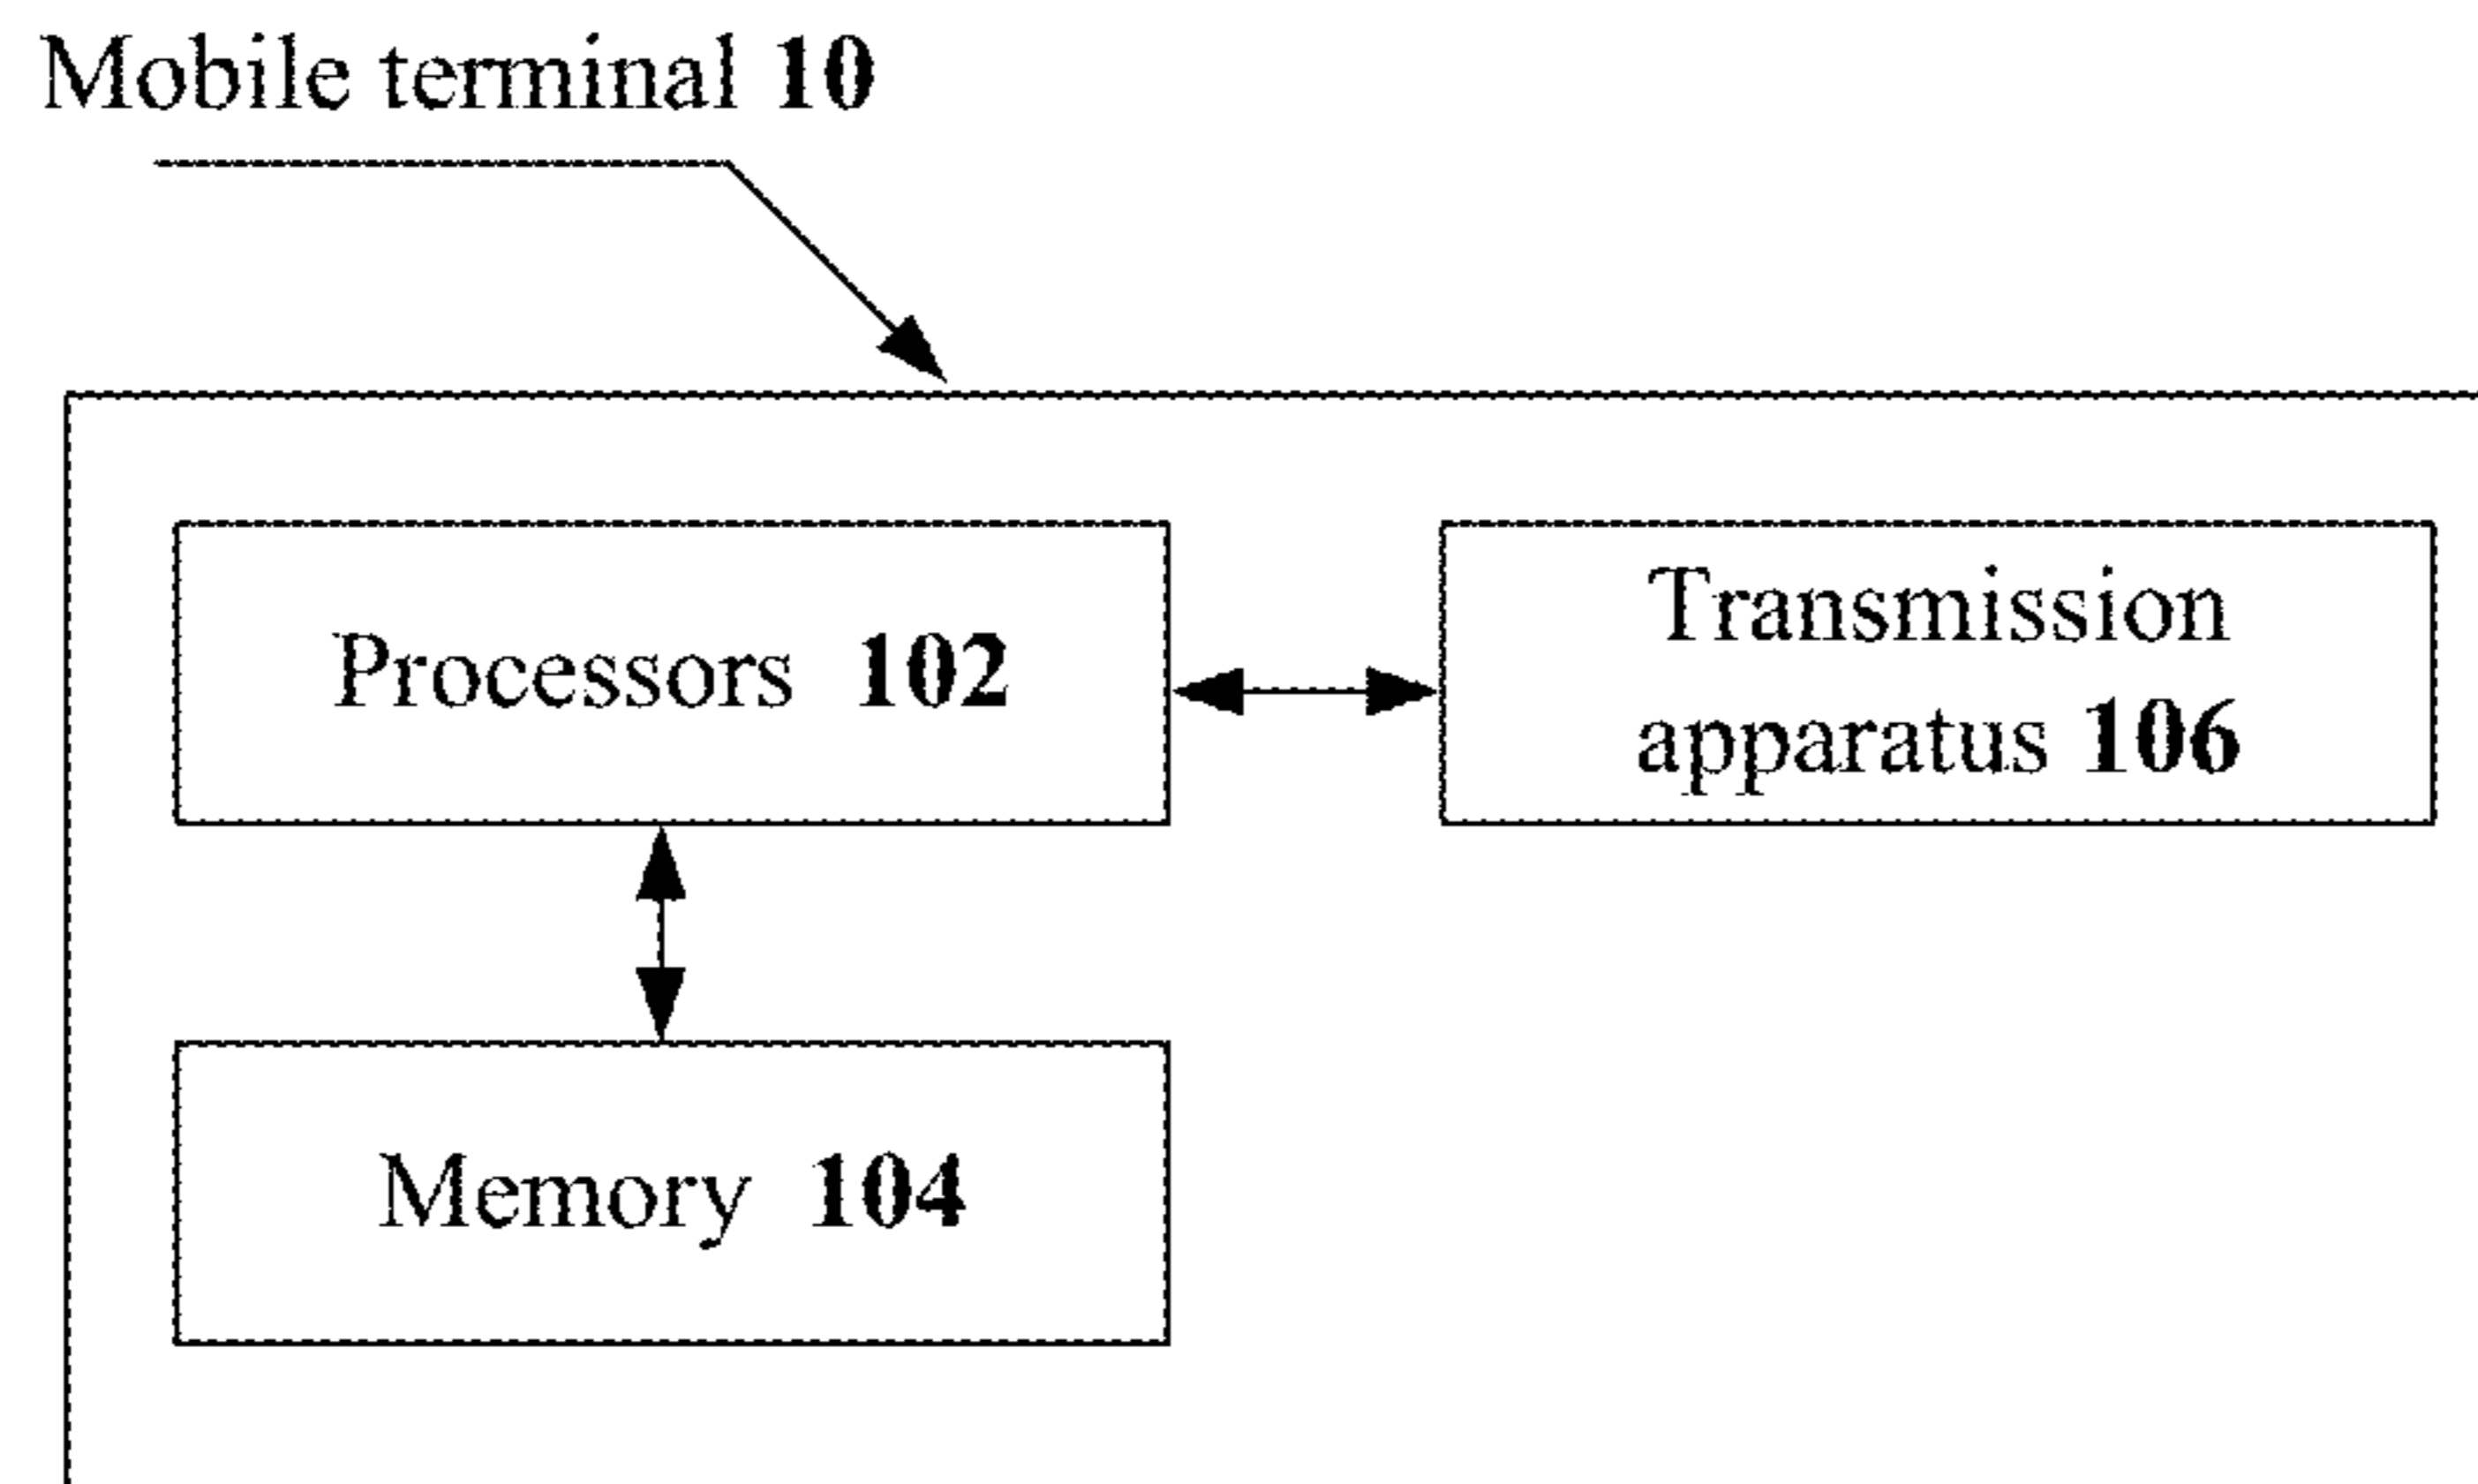 Mobile terminal 10
Processors 102
Transmission
apparatus 106
Memory 104